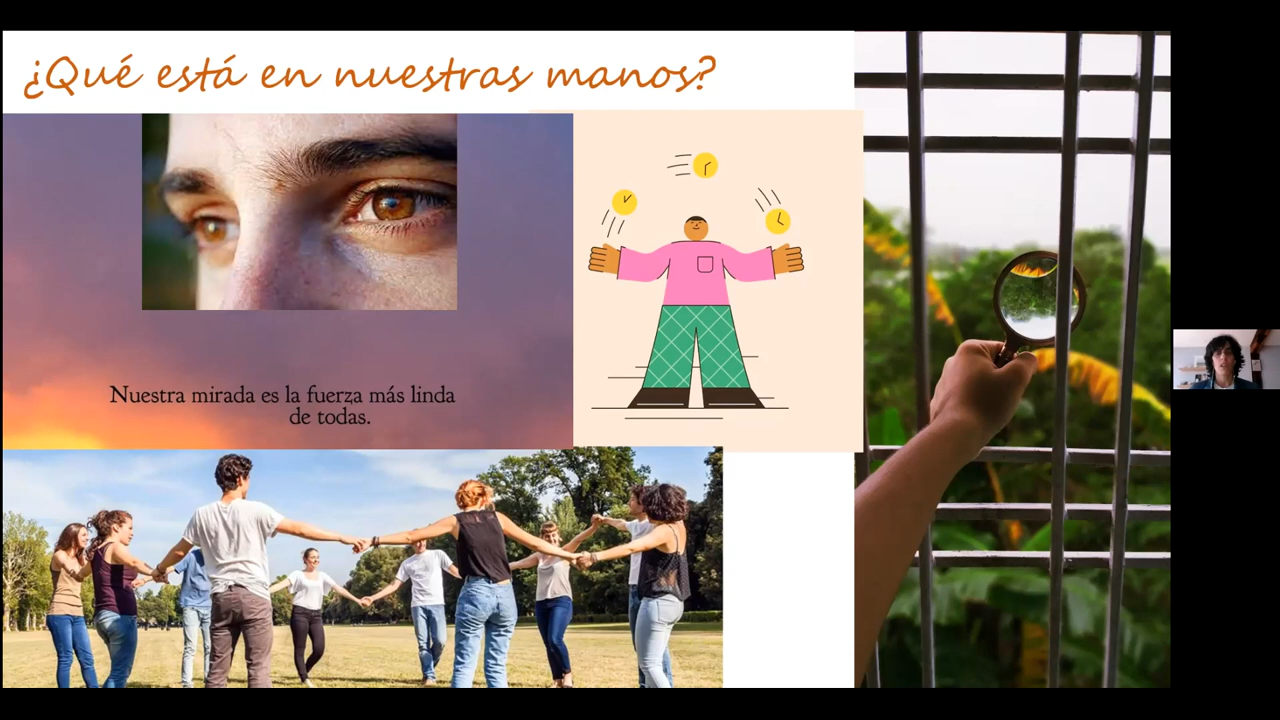 ¿Qué está en nuestras manos?
Nuestra mirada es la fuerza más linda
de todas.